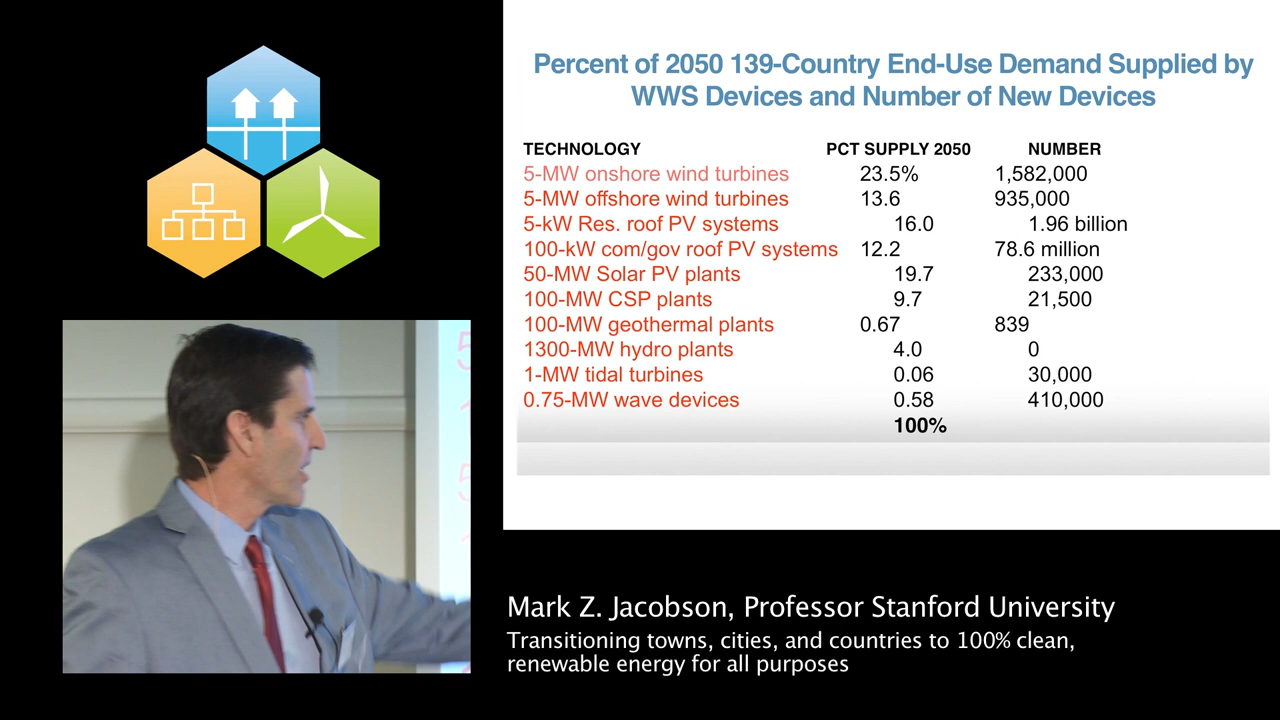 Percent of 2050 139-Country End-Use Demand Supplied by
WWS Devices and Number of New Devices
TECHNOLOGY PCT SUPPLY 2050 NUMBER
5-MW onshore wind turbines 23.5% 1,582,000
5-MW offshore wind turbines 13.6 935,000
5-kW Res. roof PV systems 16.0 1.96 billion
100-kW com/gov roof PV systems 12.2 78.6 million
50-MW Solar PV plants 19.7 233,000
100-MW CSP plants 9.7 21,500
100-MW geothermal plants 0.67 839
1300-MW hydro plants 4.0 0
1-MW tidal turbines 0.06 30,000
0.75-MW wave devices 0.58 410,000
100%
Mark Z. Jacobson, Professor Stanford University
Transitioning towns, cities, and countries to 100% clean,
renewable energy for all purposes